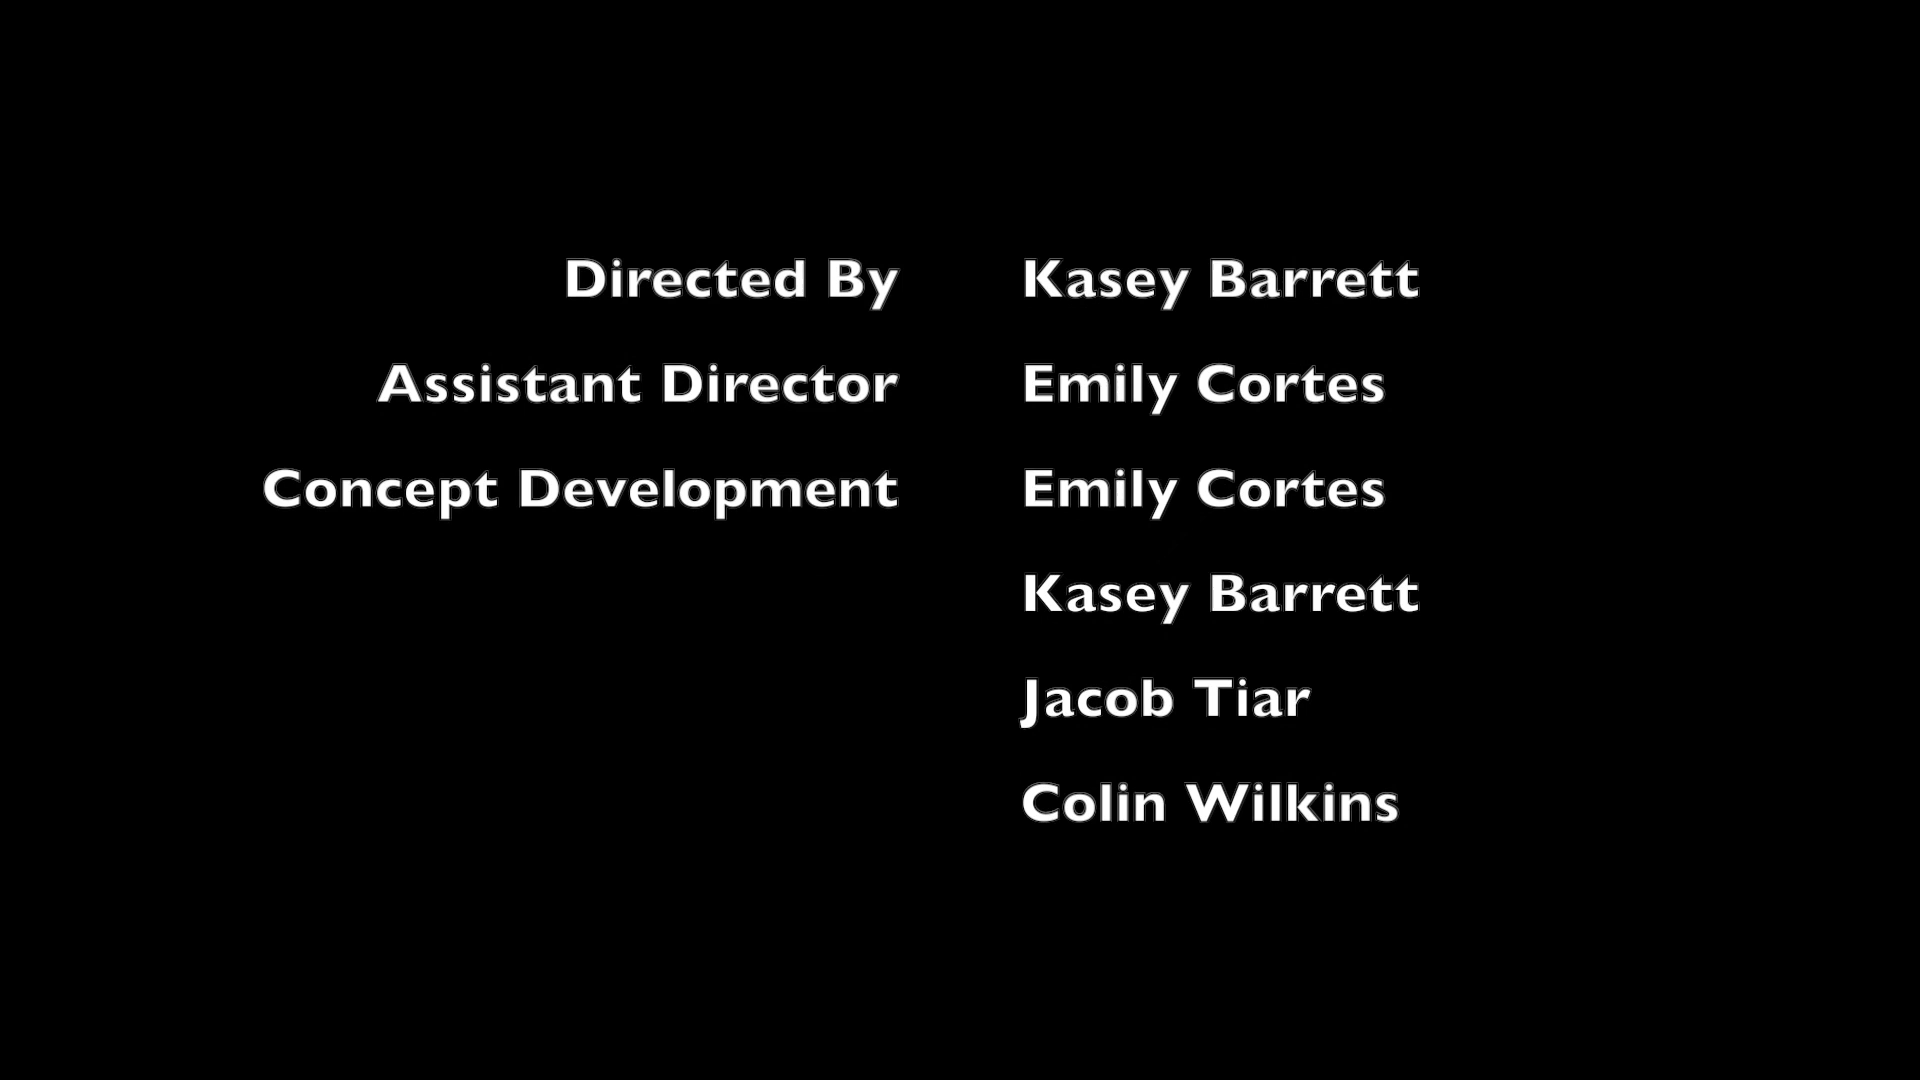 Directed By Kasey Barrett
Assistant Director Emily Cortes
Concept Development Emily Cortes
Kasey Barrett
Jacob Tiar
Colin Wilkins